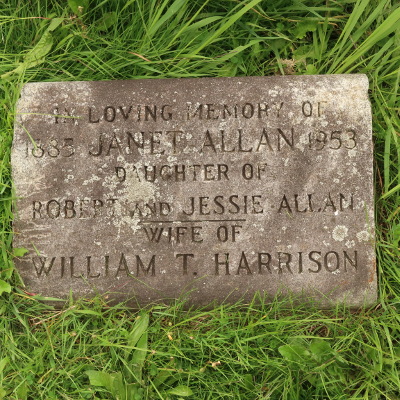 IN LOVING MEMORY OF
1885 JANET ALLAN 1953
DAUGHTER OF
ROBERT AND JESSIE ALLAN
WIFE OF
WILLIAM T. HARRISON